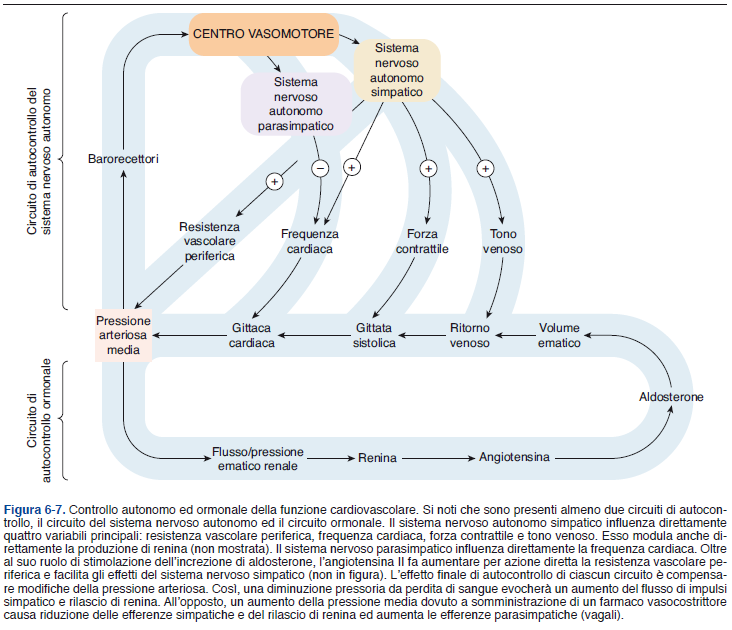 CENTRO VASOMOTORE
Sistema
nervoso
autonomo
simpatico
Sistema
nervoso
autonomo
parasimpatico
Circuito di autocontrollo del
sistema nervoso autonomo
Barorecettori
+
−
+
+
+
Resistenza
vascolare
periferica
Frequenza
cardiaca
Forza
contrattile
Tono
venoso
Pressione
arteriosa
media
Gittaca
cardiaca
Gittata
sistolica
Ritorno
venoso
Volume
ematico
Circuito di
autocontrollo ormonale
Aldosterone
Flusso/pressione
ematico renale
Renina
Angiotensina
Figura 6-7. Controllo autonomo ed ormonale della funzione cardiovascolare. Si noti che sono presenti almeno due circuiti di autocon-
trollo, il circuito del sistema nervoso autonomo ed il circuito ormonale. Il sistema nervoso autonomo simpatico influenza direttamente
quattro variabili principali: resistenza vascolare periferica, frequenza cardiaca, forza contrattile e tono venoso. Esso modula anche di-
rettamente la produzione di renina (non mostrata). Il sistema nervoso parasimpatico influenza direttamente la frequenza cardiaca. Oltre
al suo ruolo di stimolazione dell'increzione di aldosterone, l'angiotensina II fa aumentare per azione diretta la resistenza vascolare pe-
riferica e facilita gli effetti del sistema nervoso simpatico (non in figura). L'effetto finale di autocontrollo di ciascun circuito è compensa-
re modifiche della pressione arteriosa. Così, una diminuzione pressoria da perdita di sangue evocherà un aumento del flusso di impulsi
simpatico e rilascio di renina. All'opposto, un aumento della pressione media dovuto a somministrazione di un farmaco vasocostrittore
causa riduzione delle efferenze simpatiche e del rilascio di renina ed aumenta le efferenze parasimpatiche (vagali).